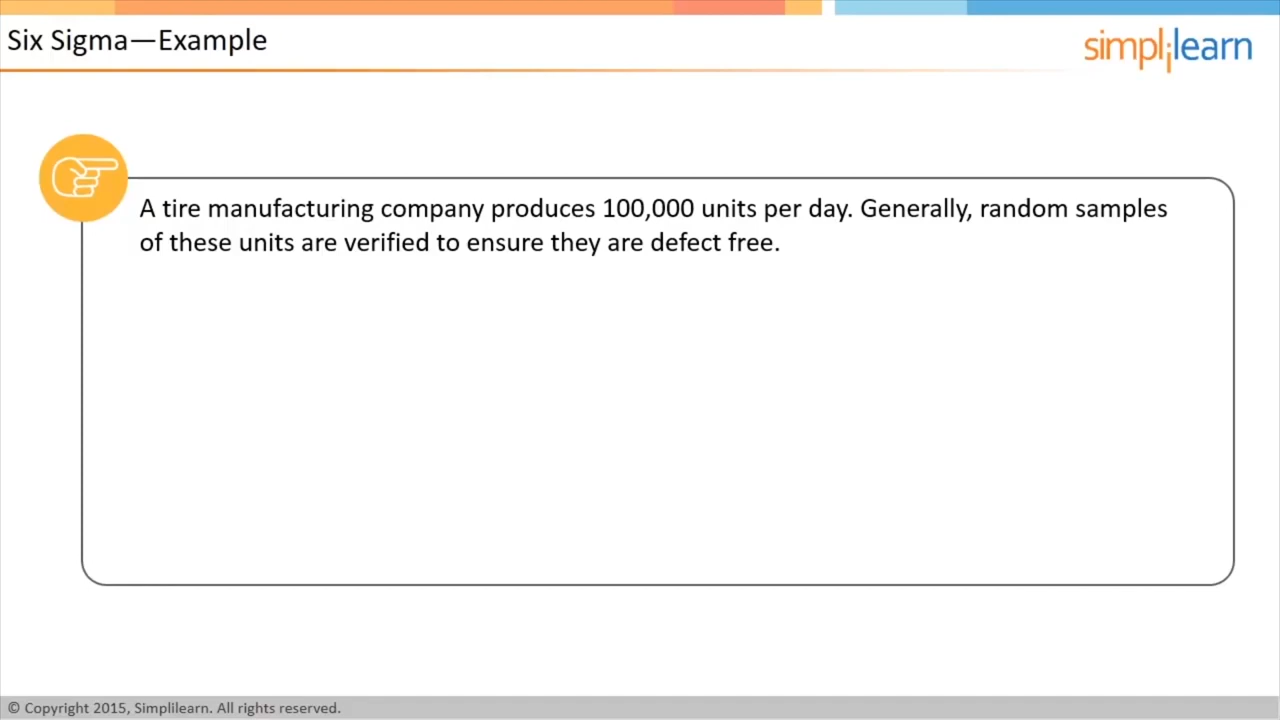 Six Sigma—Example
simplilearn
A tire manufacturing company produces 100,000 units per day. Generally, random samples
of these units are verified to ensure they are defect free.
© Copyright 2015, Simplilearn. All rights reserved.